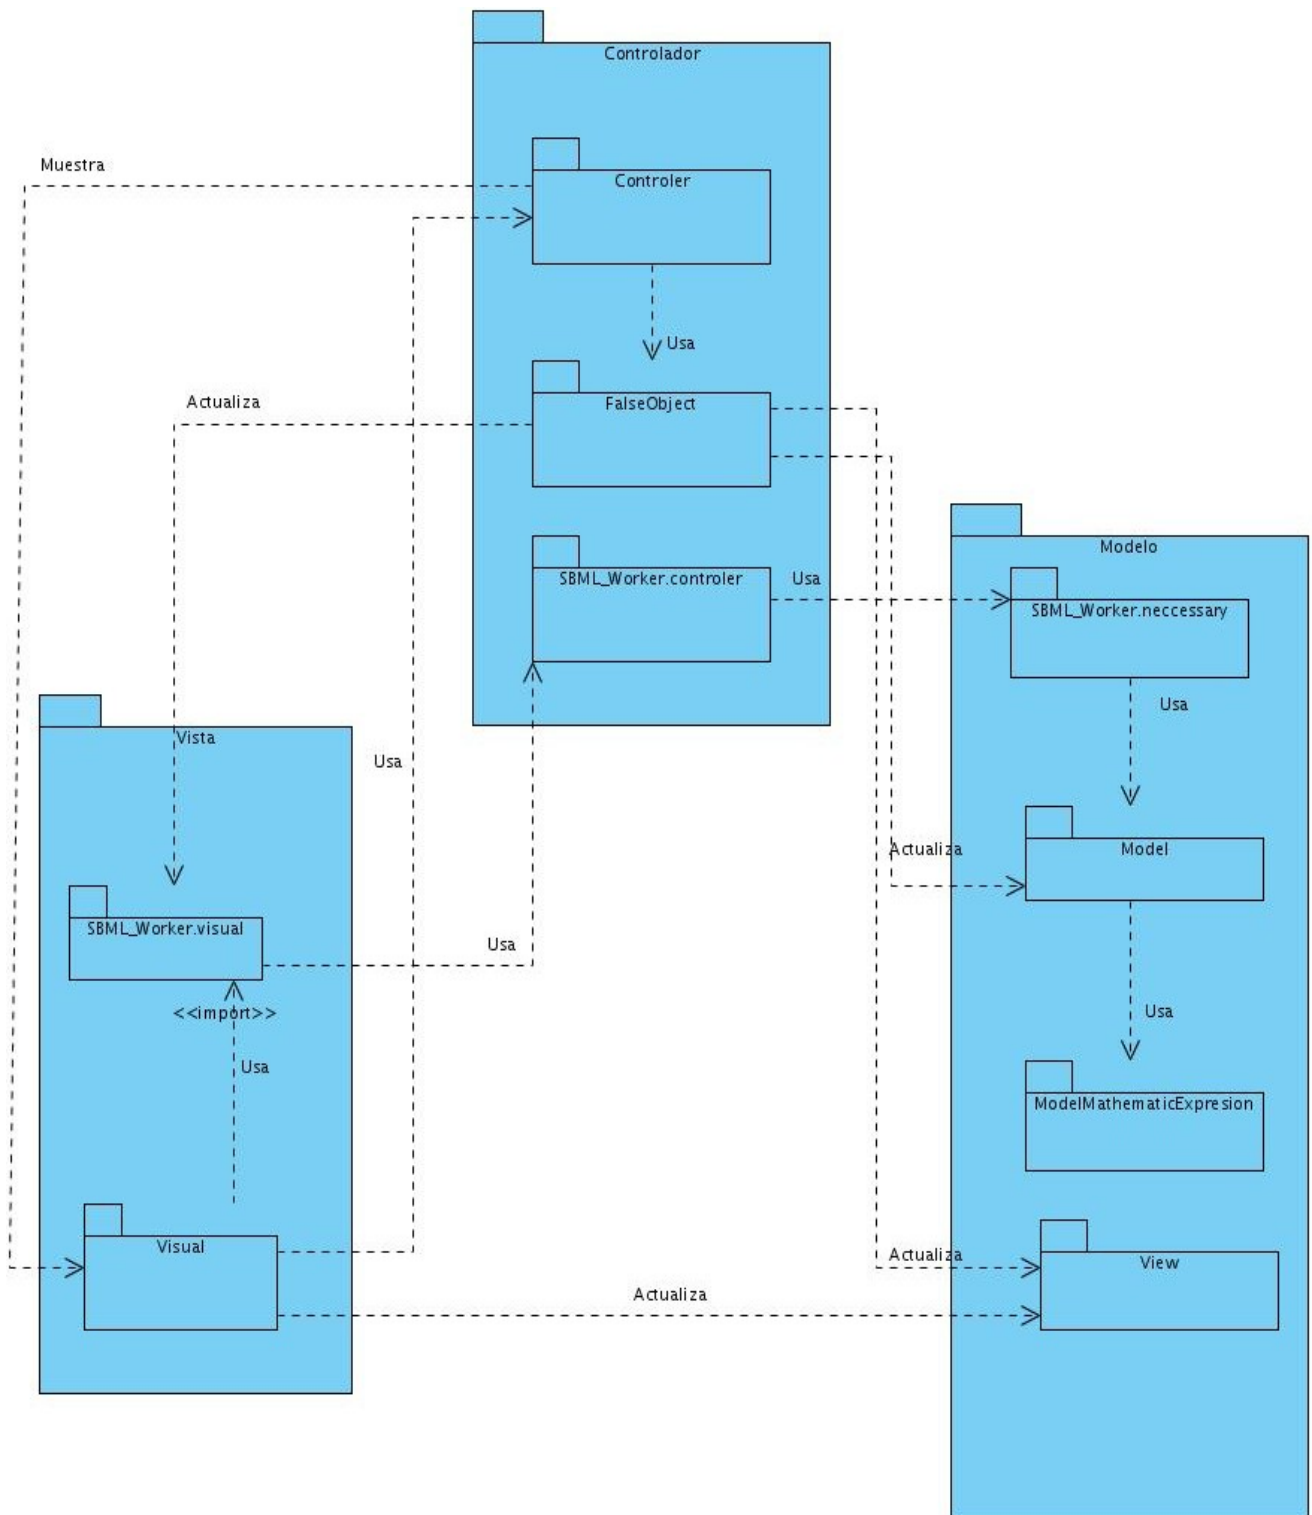 Controlador
Muestra
Controler
Usa
Actualiza
FalseObject
Modelo
SBML_Worker.controler
Usa
SBML_Worker.neccessary
Usa
Vista
Usa
Actualiza
Model
SBML_Worker.visual
Usa
<<import>>
Usa
Usa
ModelMathematicExpresion
Visual
Actualiza
View
Actualiza